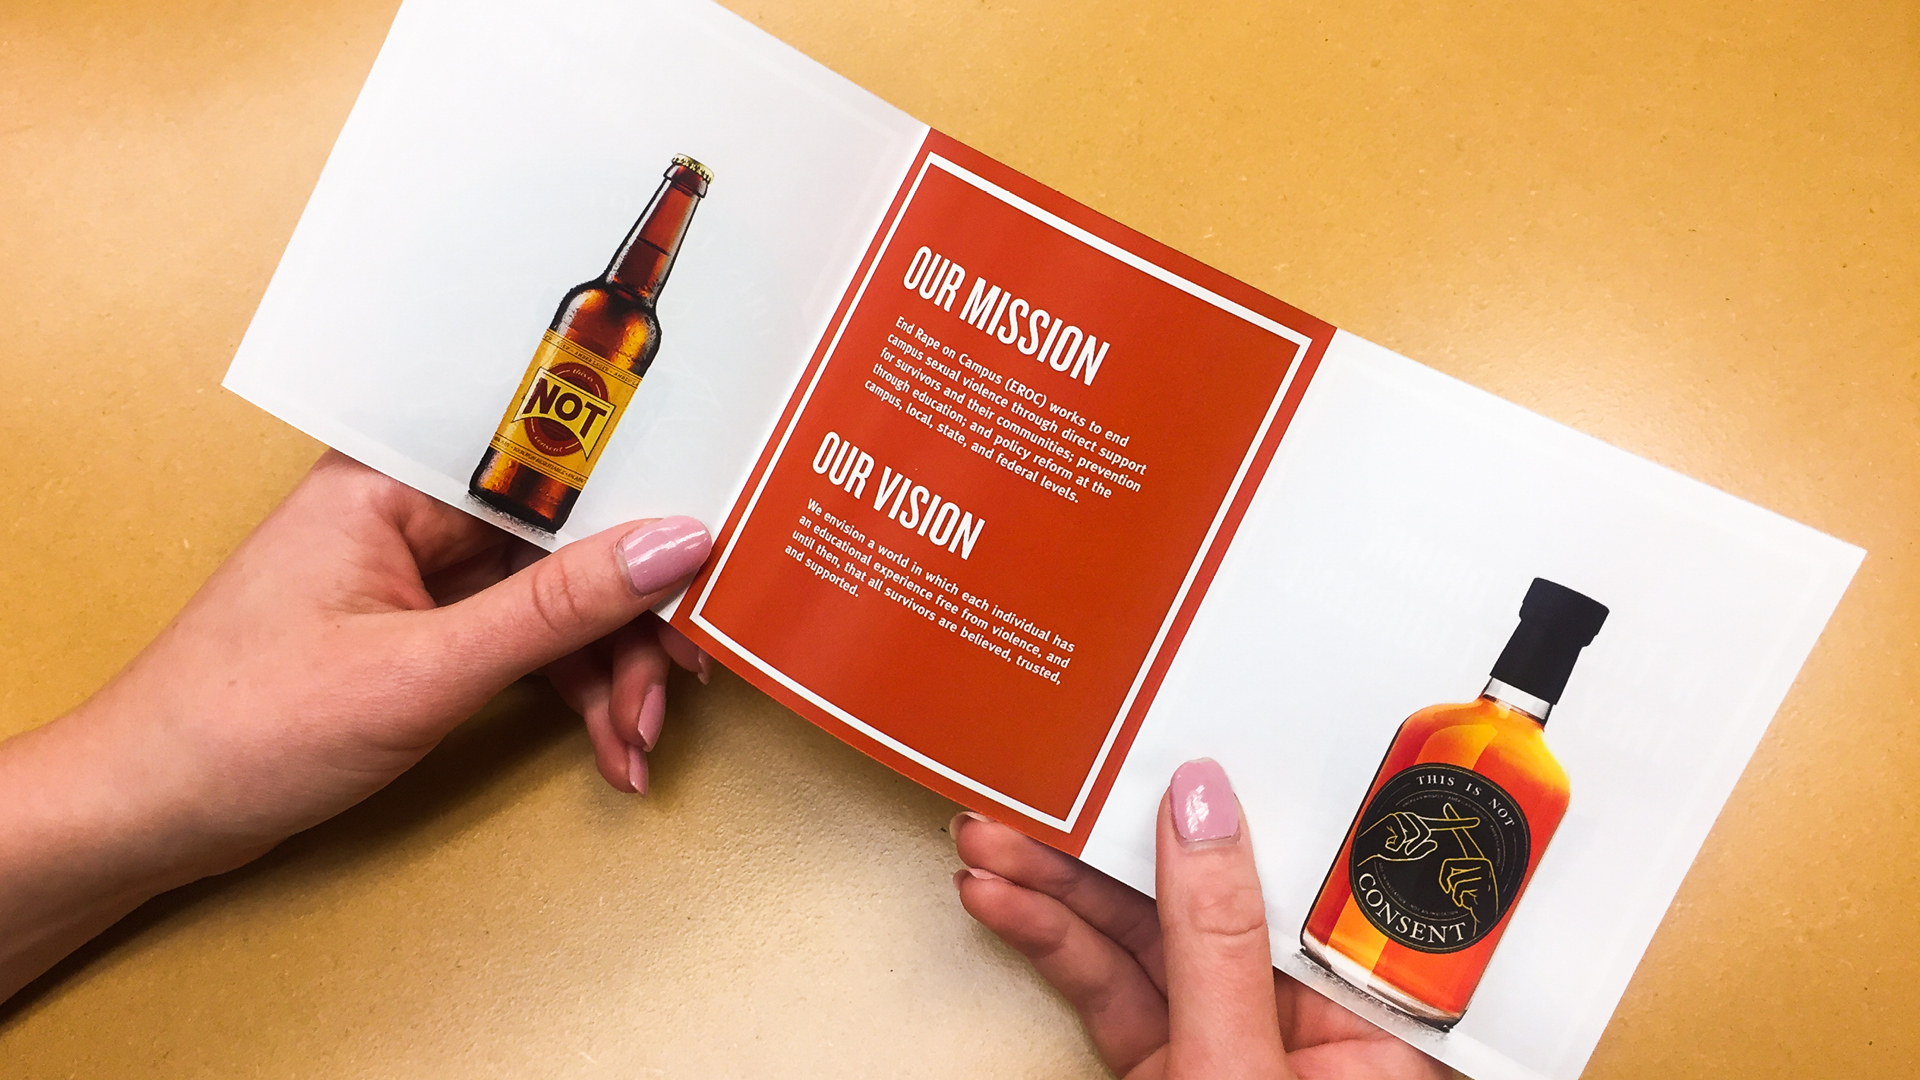 this is
NOT
consent
OUR MISSION
End Rape on Campus (EROC) works to end
campus sexual violence through direct support
for survivors and their communities; prevention
through education; and policy reform at the
campus, local, state, and federal levels.
OUR VISION
We envision a world in which each individual has
an educational experience free from violence, and
until then, that all survivors are believed, trusted,
and supported.
THIS IS NOT
CONSENT